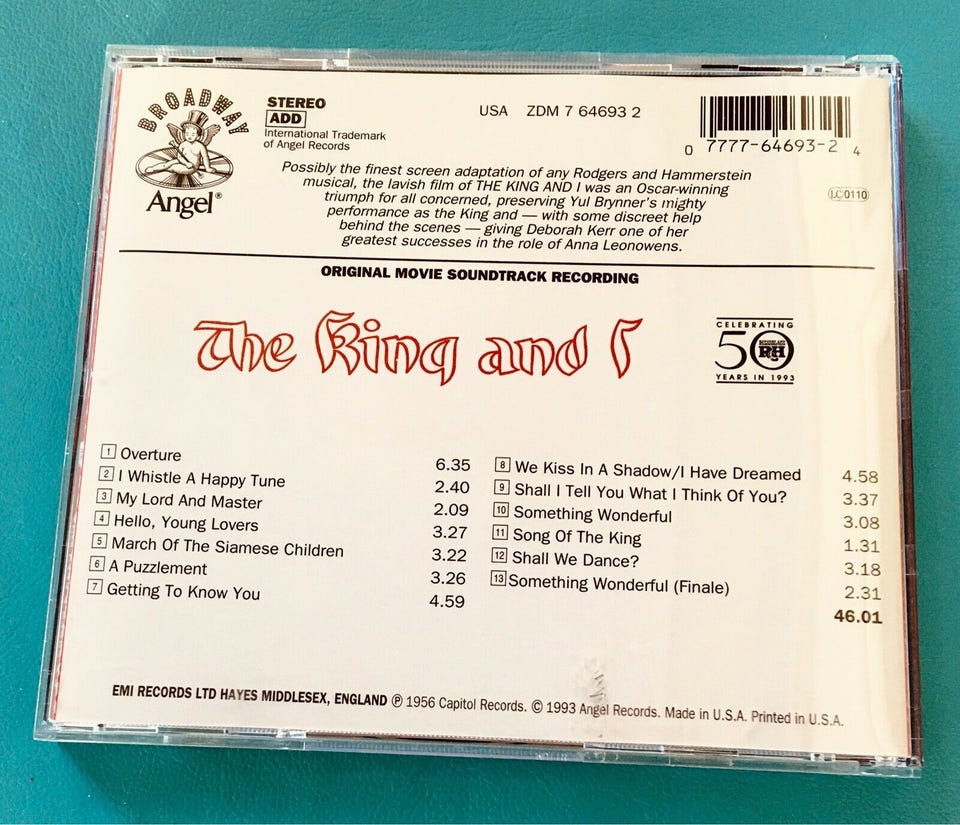 BROADWAY
Angel®
STEREO
ADD
International Trademark
of Angel Records
USA ZDM 7 64693 2
0 7777-64693-2 4
LC 0110
Possibly the finest screen adaptation of any Rodgers and Hammerstein
musical, the lavish film of THE KING AND I was an Oscar-winning
triumph for all concerned, preserving Yul Brynner's mighty
performance as the King and — with some discreet help
behind the scenes — giving Deborah Kerr one of her
greatest successes in the role of Anna Leonowens.
ORIGINAL MOVIE SOUNDTRACK RECORDING
The King and I
CELEBRATING
50
R&H
YEARS IN 1993
1 Overture 6.35
2 I Whistle A Happy Tune 2.40
3 My Lord And Master 2.09
4 Hello, Young Lovers 3.27
5 March Of The Siamese Children 3.22
6 A Puzzlement 3.26
7 Getting To Know You 4.59
8 We Kiss In A Shadow/I Have Dreamed 4.58
9 Shall I Tell You What I Think Of You? 3.37
10 Something Wonderful 3.08
11 Song Of The King 1.31
12 Shall We Dance? 3.18
13 Something Wonderful (Finale) 2.31
46.01
EMI RECORDS LTD HAYES MIDDLESEX, ENGLAND ℗ 1956 Capitol Records. © 1993 Angel Records. Made in U.S.A. Printed in U.S.A.